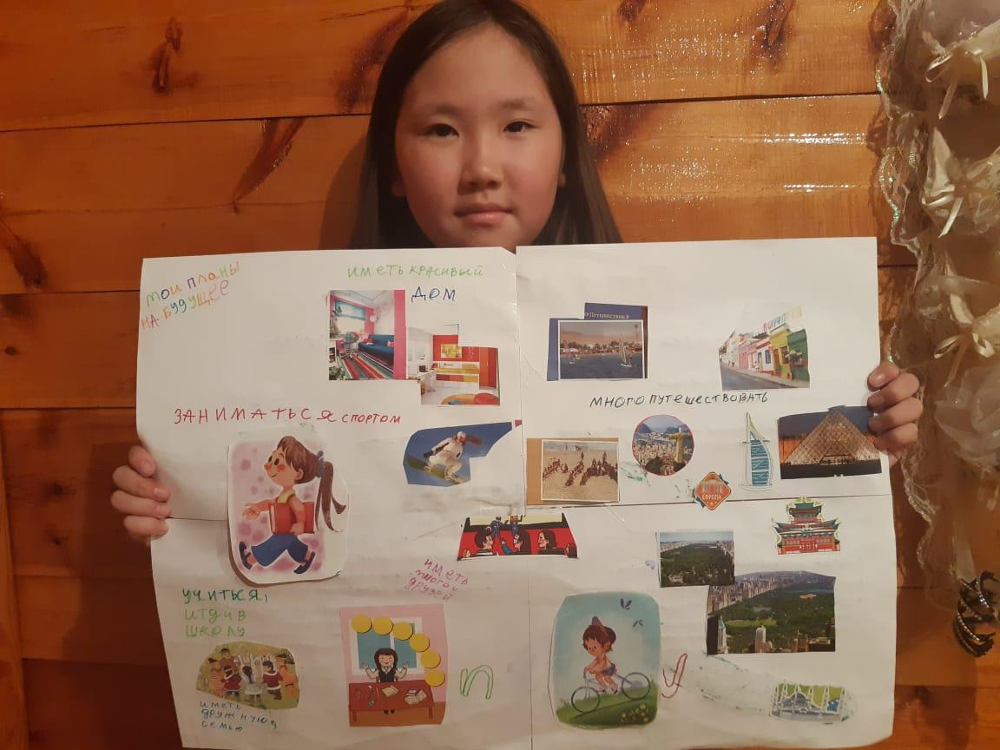 МОИ ПЛАНЫ
НА БУДУЩЕЕ
ИМЕТЬ КРАСИВЫЙ
ДОМ
Путешествие
МНОГО ПУТЕШЕСТВОВАТЬ
ЗАНИМАТЬСЯ СПОРТОМ
ЕВРОПА
ИМЕТЬ
много
друзей
УЧИТЬСЯ,
ИТДИ В
ШКОЛУ
ИМЕТЬ
ДРУЖНУЮ
СЕМЬЮ